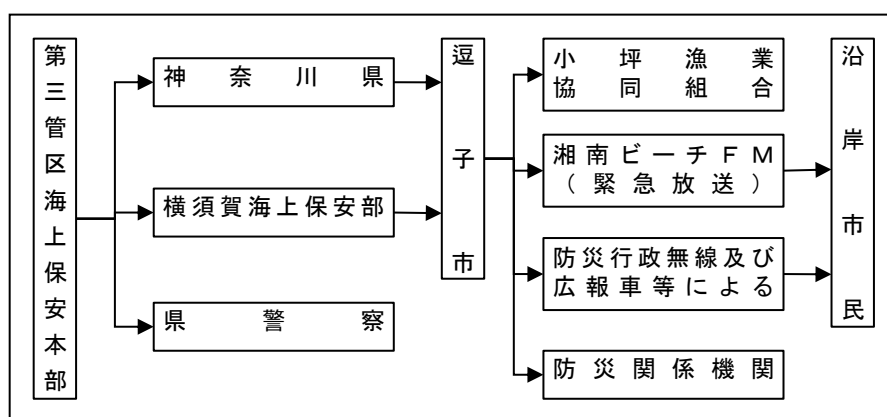 第三管区海上保安本部
神奈川県
横須賀海上保安部
県警察
逗子市
小坪漁業
協同組合
湘南ビーチFM
(緊急放送)
防災行政無線及び
広報車等による
防災関係機関
沿岸市民